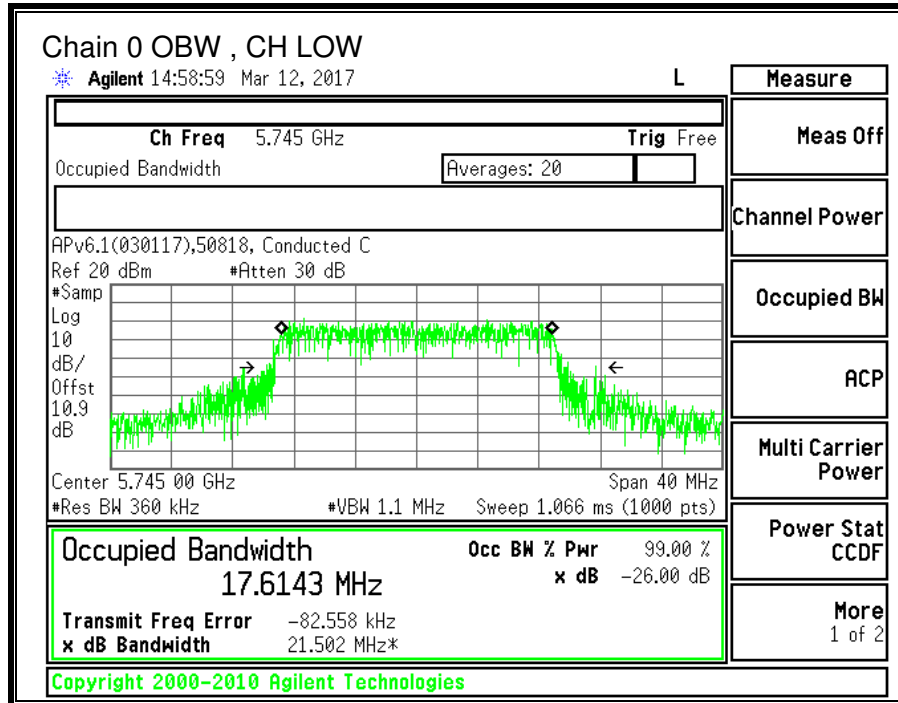 Chain 0 OBW , CH LOW
Agilent 14:58:59 Mar 12, 2017 L Measure
Ch Freq 5.745 GHz Trig Free
Meas Off
Occupied Bandwidth Averages: 20
Channel Power
APv6.1(030117),50818, Conducted C
Ref 20 dBm #Atten 30 dB
#Samp
Log
10
dB/
Offst
10.9
dB
Occupied BW
ACP
Center 5.745 00 GHz Span 40 MHz
#Res BW 360 kHz #VBW 1.1 MHz Sweep 1.066 ms (1000 pts)
Multi Carrier
Power
Occupied Bandwidth Occ BW % Pwr 99.00 %
17.6143 MHz x dB -26.00 dB
Power Stat
CCDF
Transmit Freq Error -82.558 kHz
x dB Bandwidth 21.502 MHz*
More
1 of 2
Copyright 2000-2010 Agilent Technologies